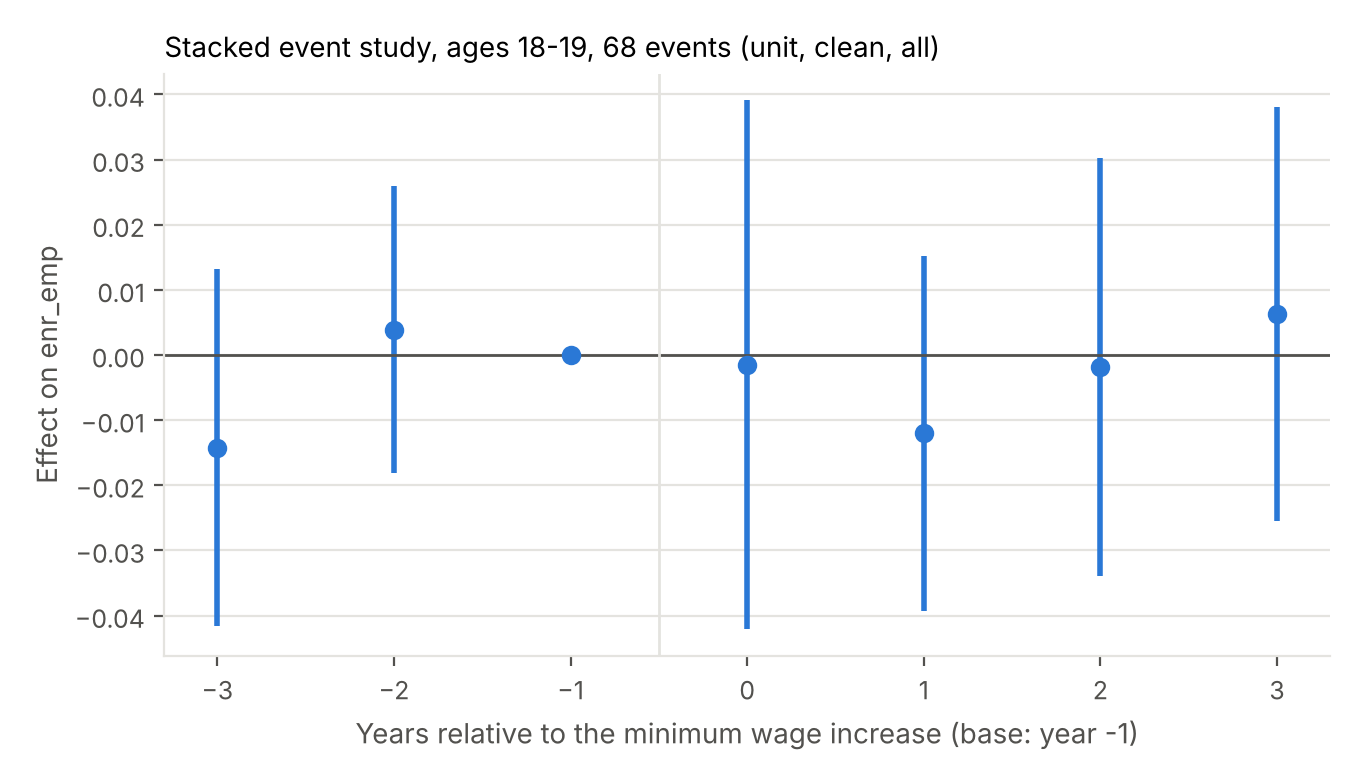 Stacked event study, ages 18-19, 68 events (unit, clean, all)
Effect on enr_emp
0.04
0.03
0.02
0.01
0.00
−0.01
−0.02
−0.03
−0.04
−3 −2 −1 0 1 2 3
Years relative to the minimum wage increase (base: year -1)